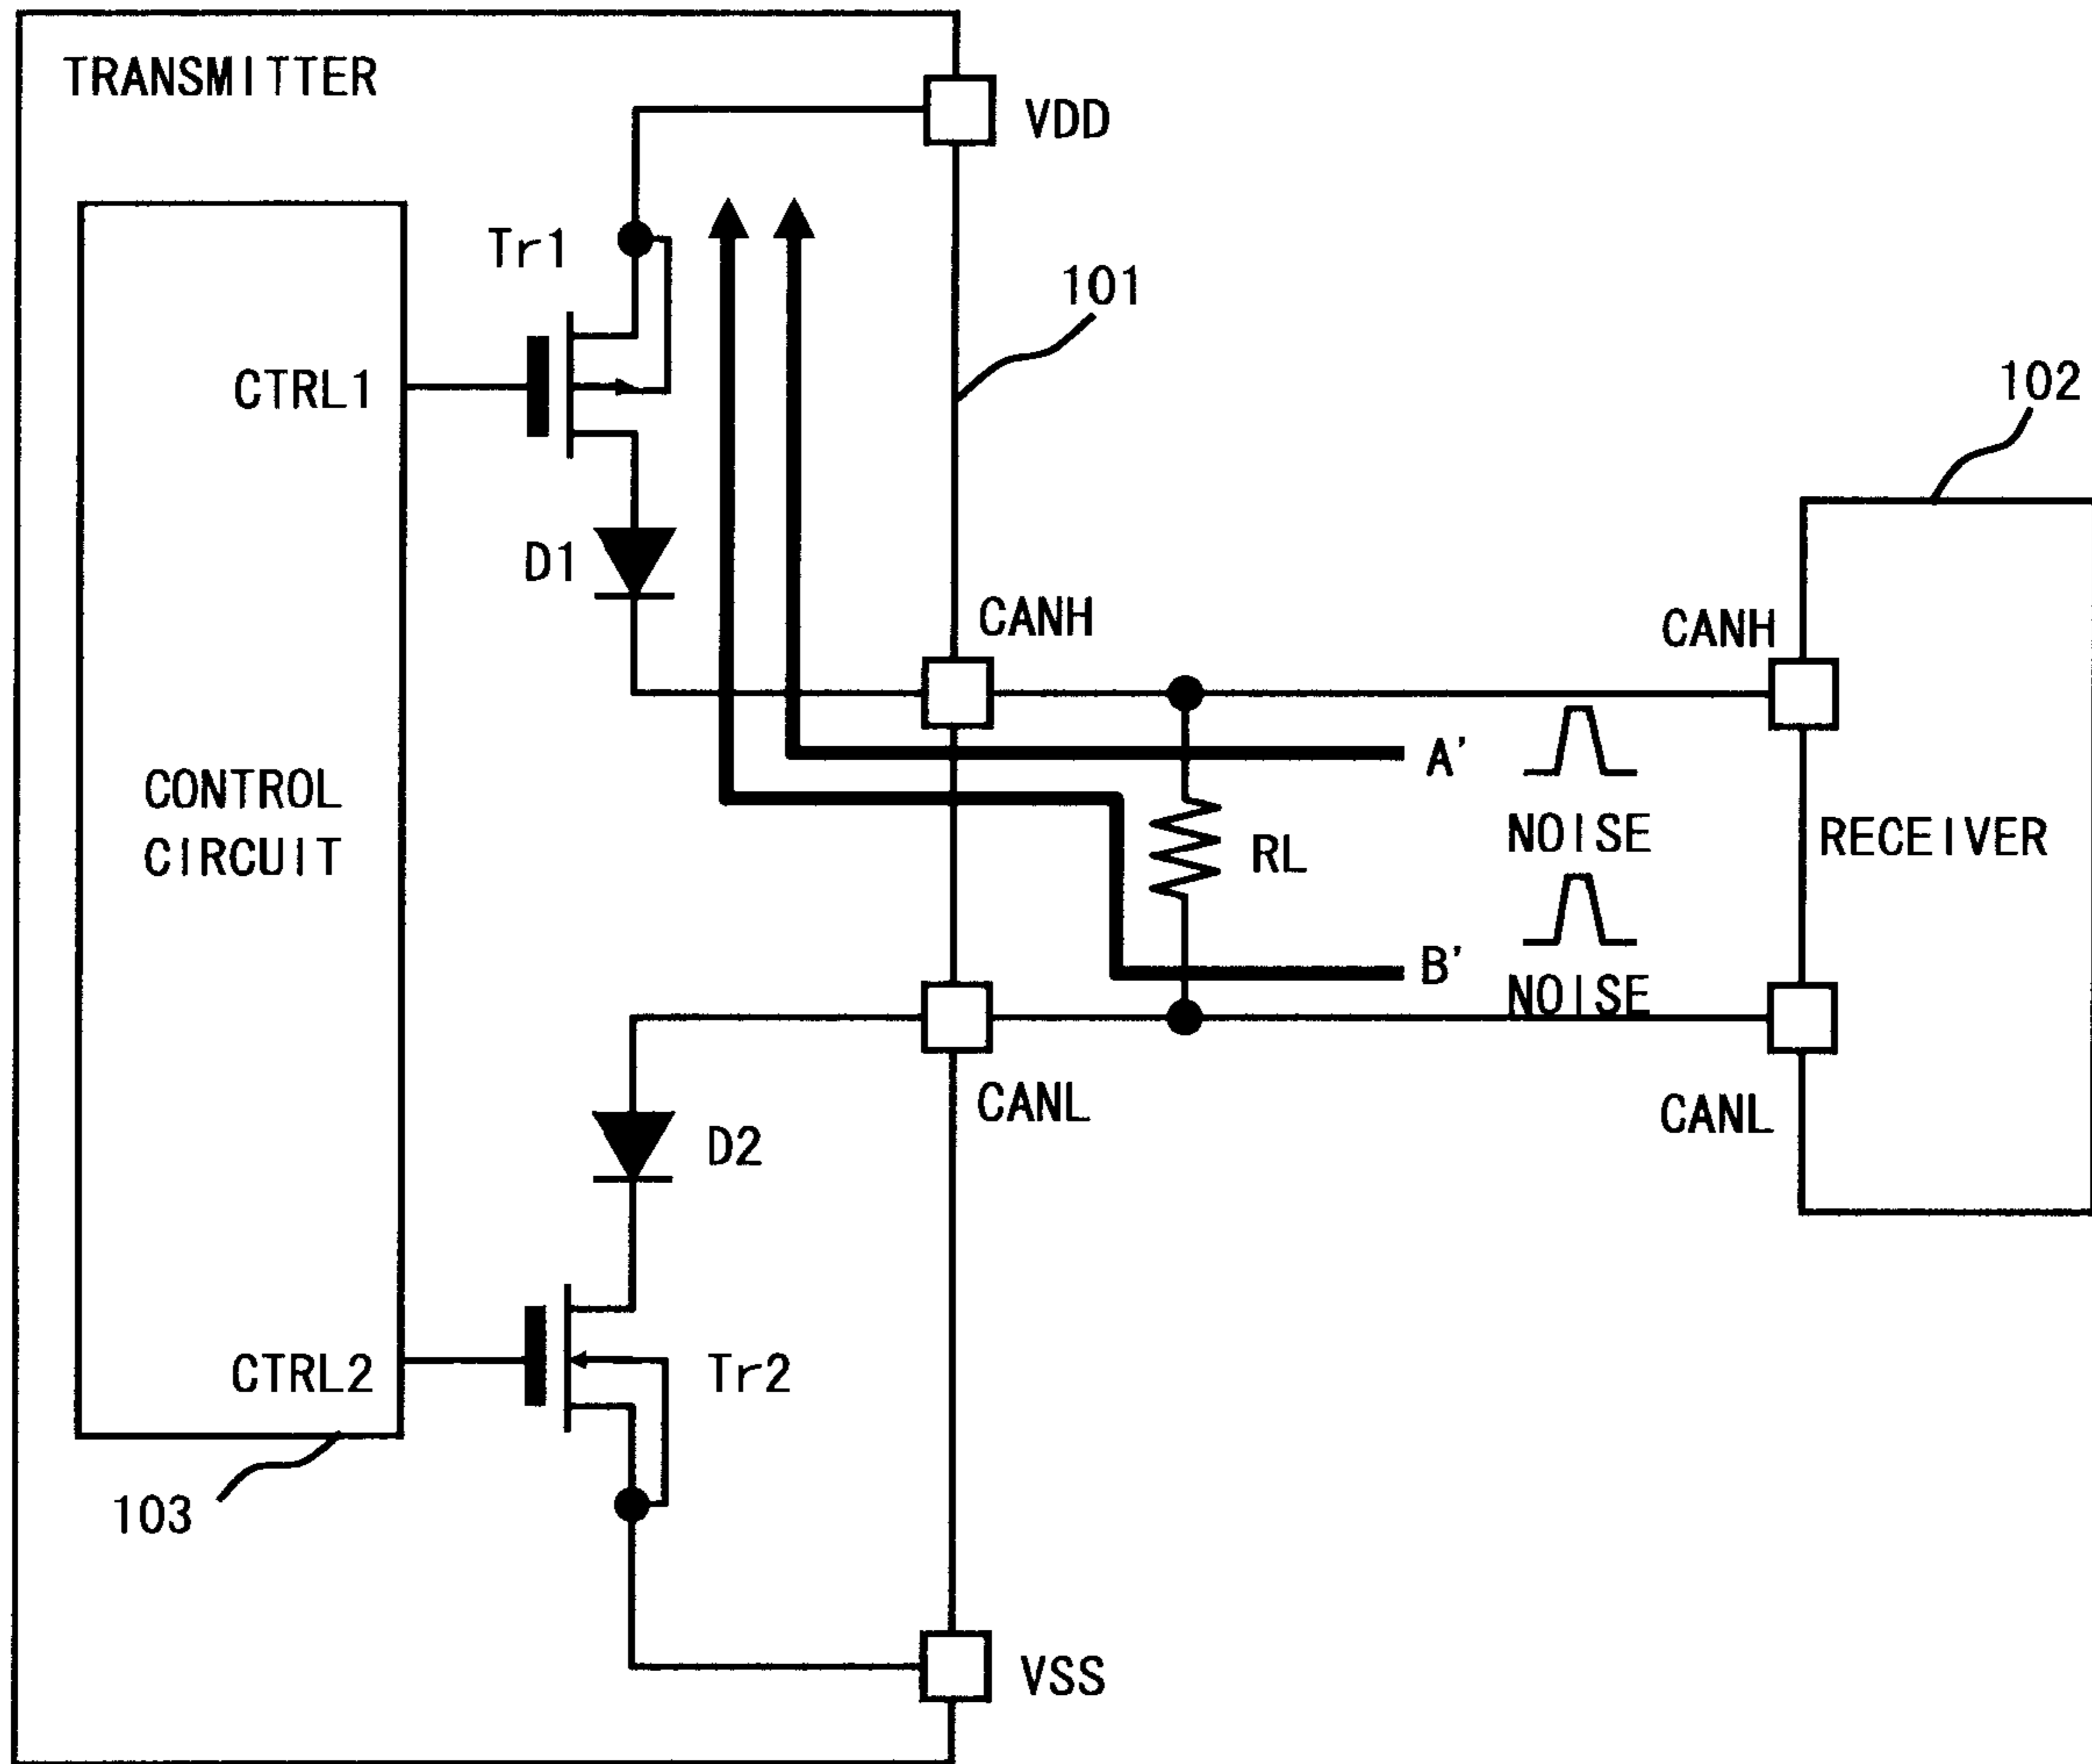 TRANSMITTER
VDD
Tr1
101
CTRL1
102
D1
CANH
CANH
A'
NOISE
CONTROL
CIRCUIT
RL
RECEIVER
B'
NOISE
CANL
CANL
D2
CTRL2
Tr2
103
VSS